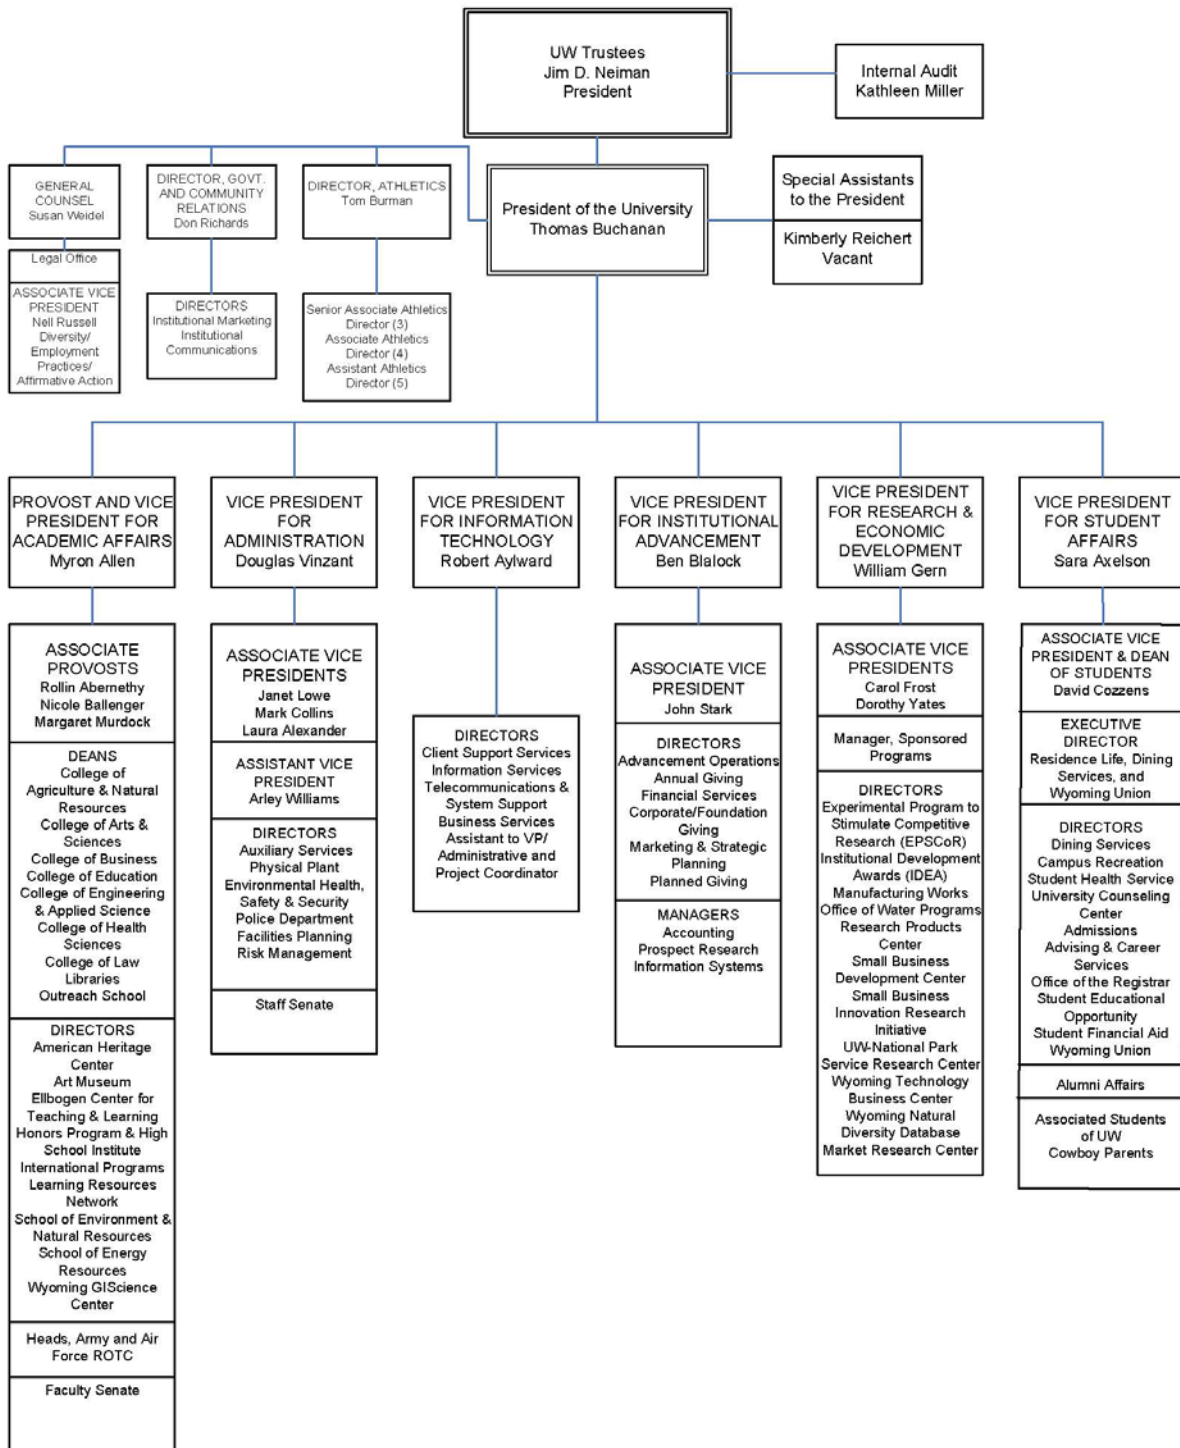 UW Trustees
Jim D. Neiman
President
Internal Audit
Kathleen Miller
GENERAL
COUNSEL
Susan Weidel
DIRECTOR, GOVT.
AND COMMUNITY
RELATIONS
Don Richards
DIRECTOR, ATHLETICS
Tom Burman
President of the University
Thomas Buchanan
Special Assistants
to the President
Kimberly Reichert
Vacant
Legal Office
ASSOCIATE VICE
PRESIDENT
Nell Russell
Diversity/
Employment
Practices/
Affirmative Action
DIRECTORS
Institutional Marketing
Institutional
Communications
Senior Associate Athletics
Director (3)
Associate Athletics
Director (4)
Assistant Athletics
Director (5)
PROVOST AND VICE
PRESIDENT FOR
ACADEMIC AFFAIRS
Myron Allen
VICE PRESIDENT
FOR
ADMINISTRATION
Douglas Vinzant
VICE PRESIDENT
FOR INFORMATION
TECHNOLOGY
Robert Aylward
VICE PRESIDENT
FOR INSTITUTIONAL
ADVANCEMENT
Ben Blalock
VICE PRESIDENT
FOR RESEARCH &
ECONOMIC
DEVELOPMENT
William Gern
VICE PRESIDENT
FOR STUDENT
AFFAIRS
Sara Axelson
ASSOCIATE
PROVOSTS
Rollin Abernethy
Nicole Ballenger
Margaret Murdock
DEANS
College of
Agriculture & Natural
Resources
College of Arts &
Sciences
College of Business
College of Education
College of Engineering
& Applied Science
College of Health
Sciences
College of Law
Libraries
Outreach School
DIRECTORS
American Heritage
Center
Art Museum
Ellbogen Center for
Teaching & Learning
Honors Program & High
School Institute
International Programs
Learning Resources
Network
School of Environment &
Natural Resources
School of Energy
Resources
Wyoming GIScience
Center
Heads, Army and Air
Force ROTC
Faculty Senate
ASSOCIATE VICE
PRESIDENTS
Janet Lowe
Mark Collins
Laura Alexander
ASSISTANT VICE
PRESIDENT
Arley Williams
DIRECTORS
Auxiliary Services
Physical Plant
Environmental Health,
Safety & Security
Police Department
Facilities Planning
Risk Management
Staff Senate
DIRECTORS
Client Support Services
Information Services
Telecommunications &
System Support
Business Services
Assistant to VP/
Administrative and
Project Coordinator
ASSOCIATE VICE
PRESIDENT
John Stark
DIRECTORS
Advancement Operations
Annual Giving
Financial Services
Corporate/Foundation
Giving
Marketing & Strategic
Planning
Planned Giving
MANAGERS
Accounting
Prospect Research
Information Systems
ASSOCIATE VICE
PRESIDENTS
Carol Frost
Dorothy Yates
Manager, Sponsored
Programs
DIRECTORS
Experimental Program to
Stimulate Competitive
Research (EPSCoR)
Institutional Development
Awards (IDEA)
Manufacturing Works
Office of Water Programs
Research Products
Center
Small Business
Development Center
Small Business
Innovation Research
Initiative
UW-National Park
Service Research Center
Wyoming Technology
Business Center
Wyoming Natural
Diversity Database
Market Research Center
ASSOCIATE VICE
PRESIDENT & DEAN
OF STUDENTS
David Cozzens
EXECUTIVE
DIRECTOR
Residence Life, Dining
Services, and
Wyoming Union
DIRECTORS
Dining Services
Campus Recreation
Student Health Service
University Counseling
Center
Admissions
Advising & Career
Services
Office of the Registrar
Student Educational
Opportunity
Student Financial Aid
Wyoming Union
Alumni Affairs
Associated Students
of UW
Cowboy Parents